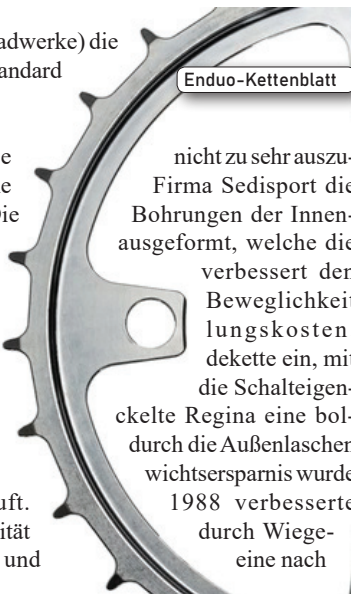 adwerke) die
andard
e
e
Die
uft.
ität
und
Enduo-Kettenblatt
nicht zu sehr auszu-
Firma Sedisport die
Bohrungen der Innen-
ausgeformt, welche die
verbessert den
Beweglichkeit
lungskosten
dekette ein, mit
die Schalteigen-
ckelte Regina eine bol-
durch die Außenlaschen
wichtsersparnis wurde
1988 verbesserte
durch Wiege-
eine nach